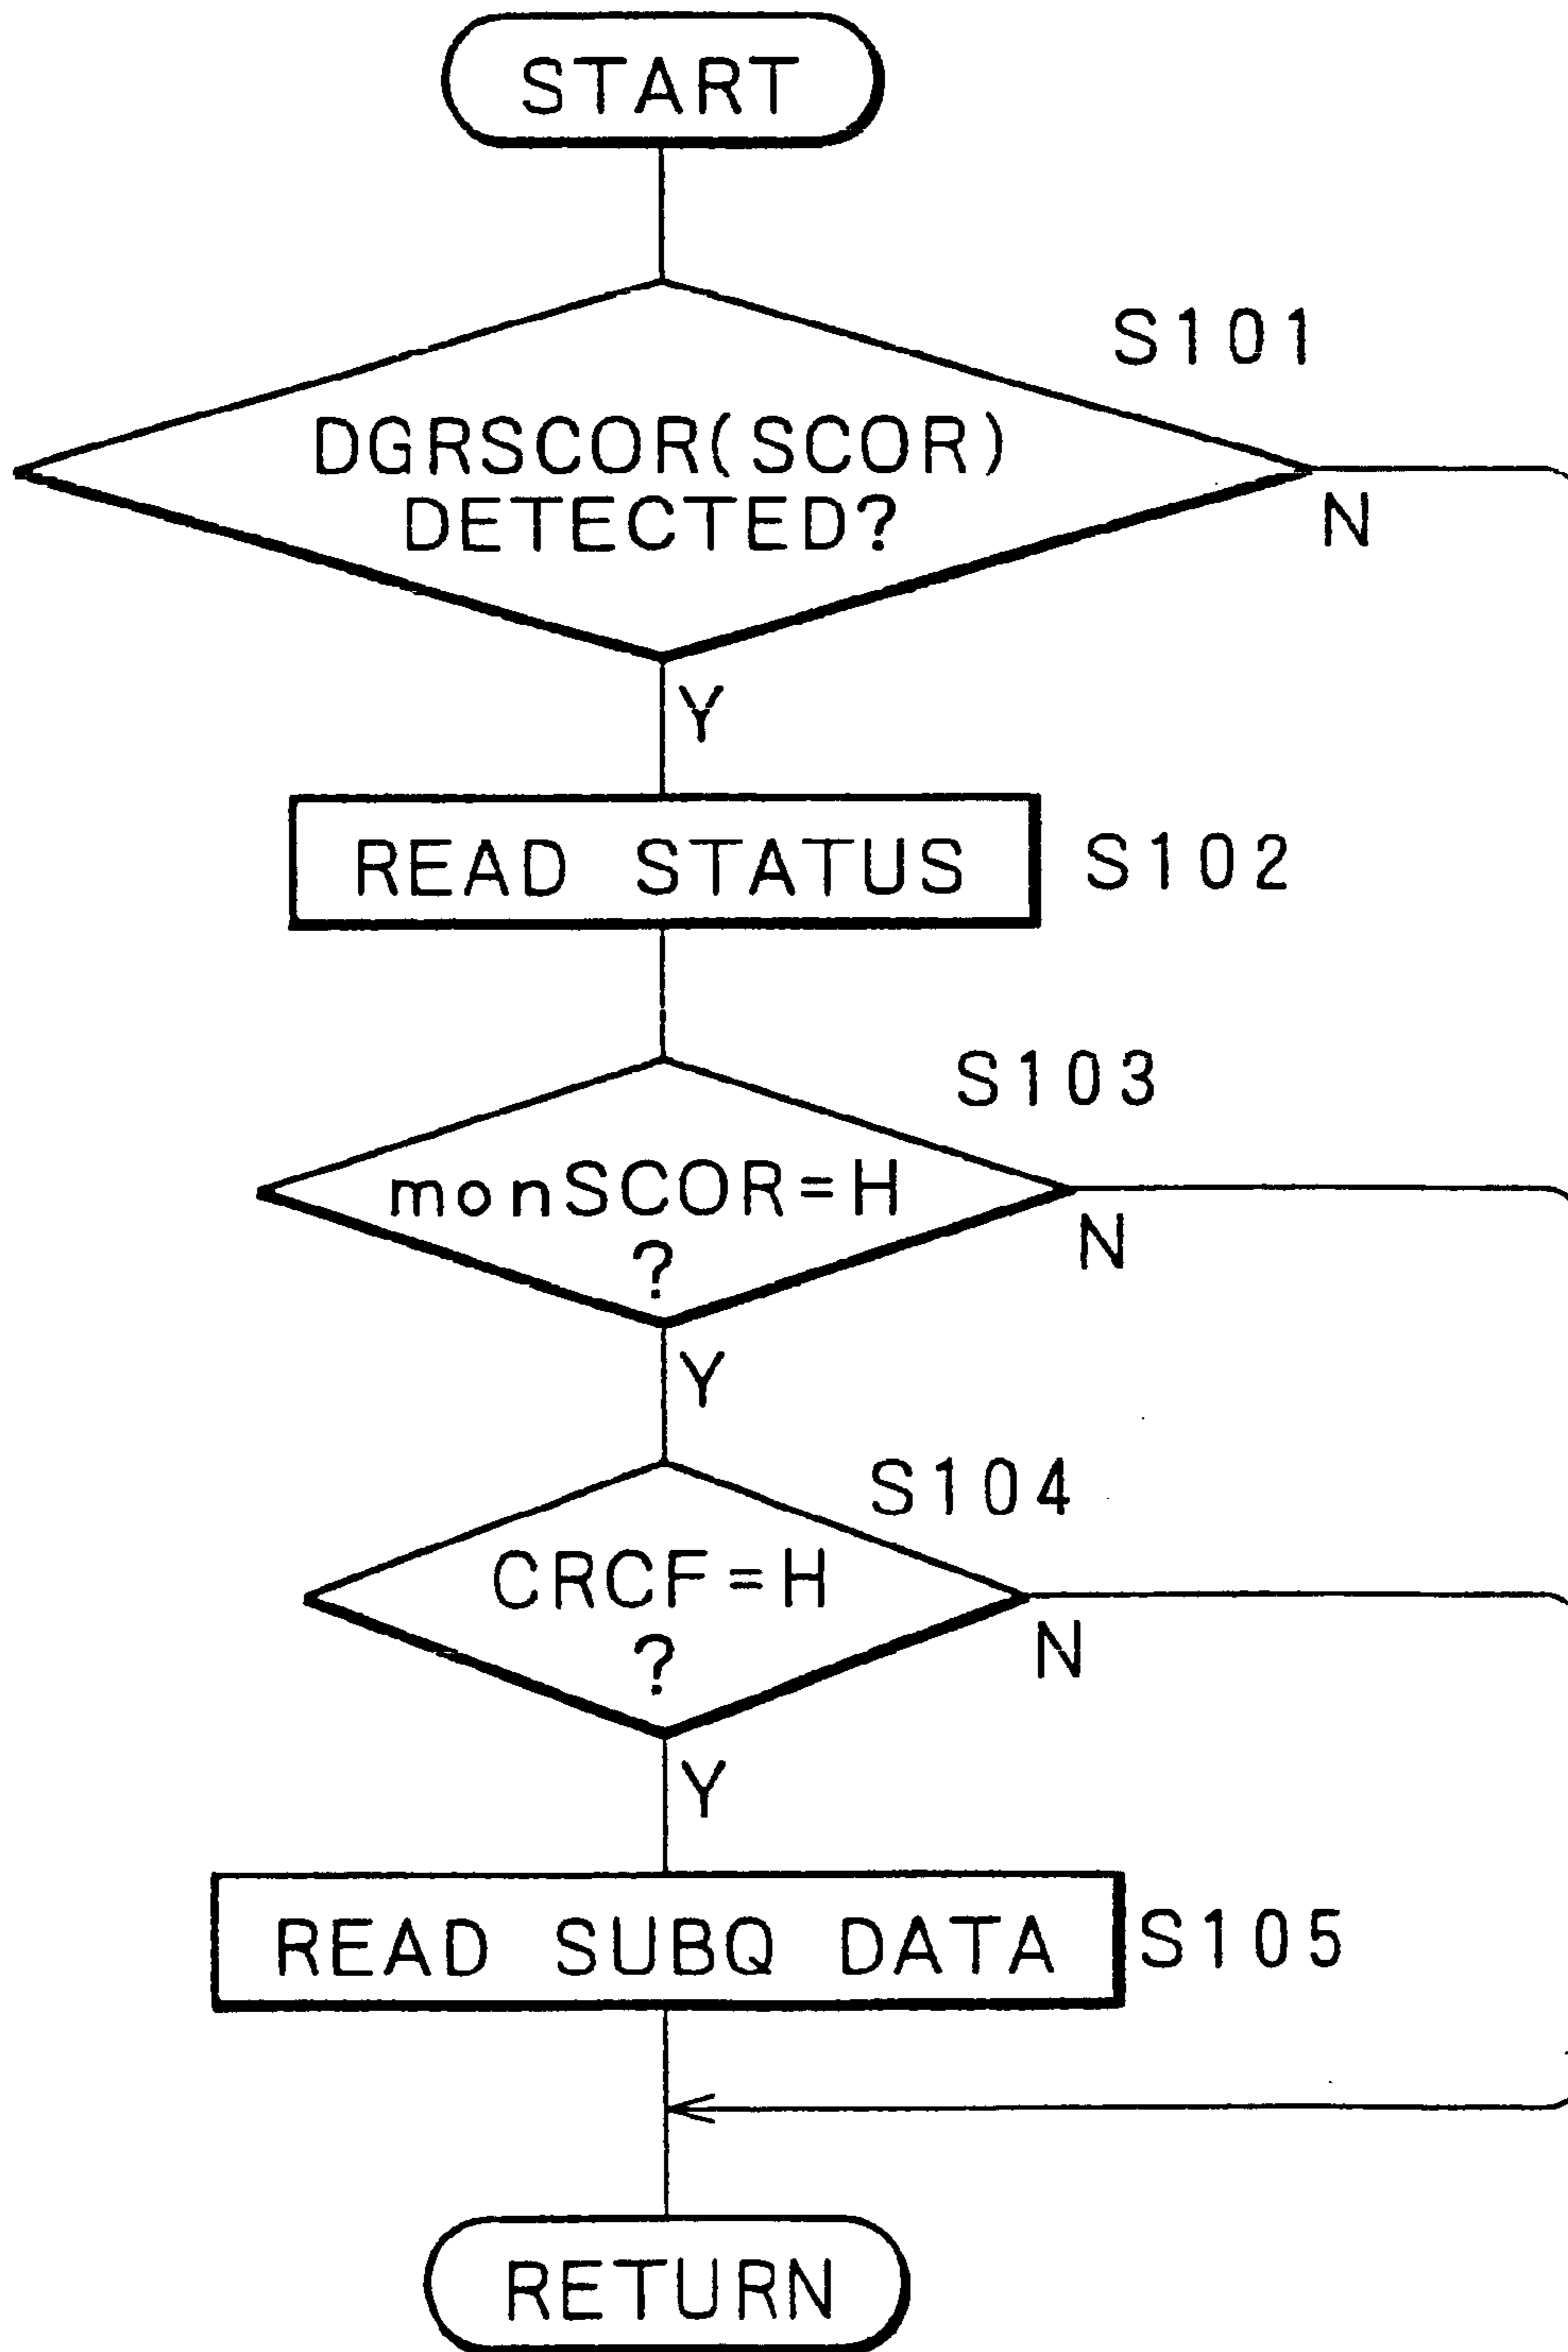 START
S101
DGRSCOR(SCOR)
DETECTED?
N
Y
READ STATUS
S102
S103
monSCOR=H
?
N
Y
S104
CRCF=H
?
N
Y
READ SUBQ DATA
S105
RETURN